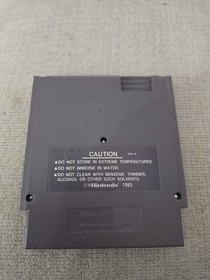 CAUTION
●DO NOT STORE IN EXTREME TEMPERATURES.
●DO NOT IMMERSE IN WATER.
●DO NOT CLEAN WITH BENZENE, THINNER,
ALCOHOL OR OTHER SUCH SOLVENTS.
Nintendo 1985